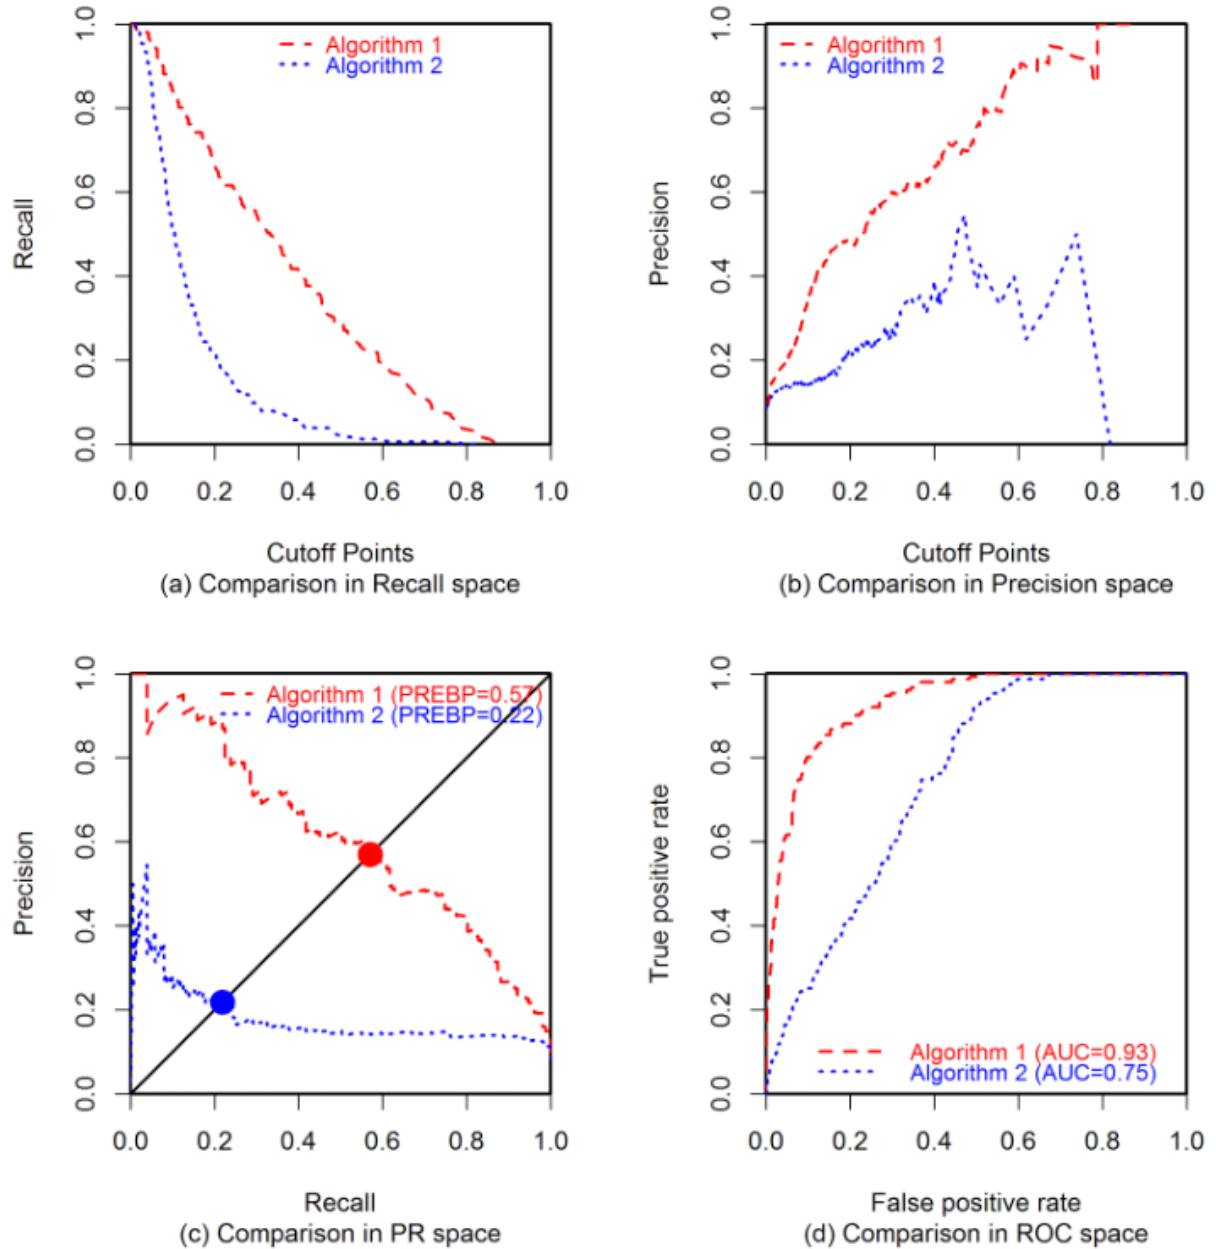 Algorithm 1
Algorithm 2
Recall
0.0 0.2 0.4 0.6 0.8 1.0
0.0 0.2 0.4 0.6 0.8 1.0
Cutoff Points
(a) Comparison in Recall space
Algorithm 1
Algorithm 2
Precision
0.0 0.2 0.4 0.6 0.8 1.0
0.0 0.2 0.4 0.6 0.8 1.0
Cutoff Points
(b) Comparison in Precision space
Algorithm 1 (PREBP=0.57)
Algorithm 2 (PREBP=0.22)
Precision
0.0 0.2 0.4 0.6 0.8 1.0
0.0 0.2 0.4 0.6 0.8 1.0
Recall
(c) Comparison in PR space
Algorithm 1 (AUC=0.93)
Algorithm 2 (AUC=0.75)
True positive rate
0.0 0.2 0.4 0.6 0.8 1.0
0.0 0.2 0.4 0.6 0.8 1.0
False positive rate
(d) Comparison in ROC space